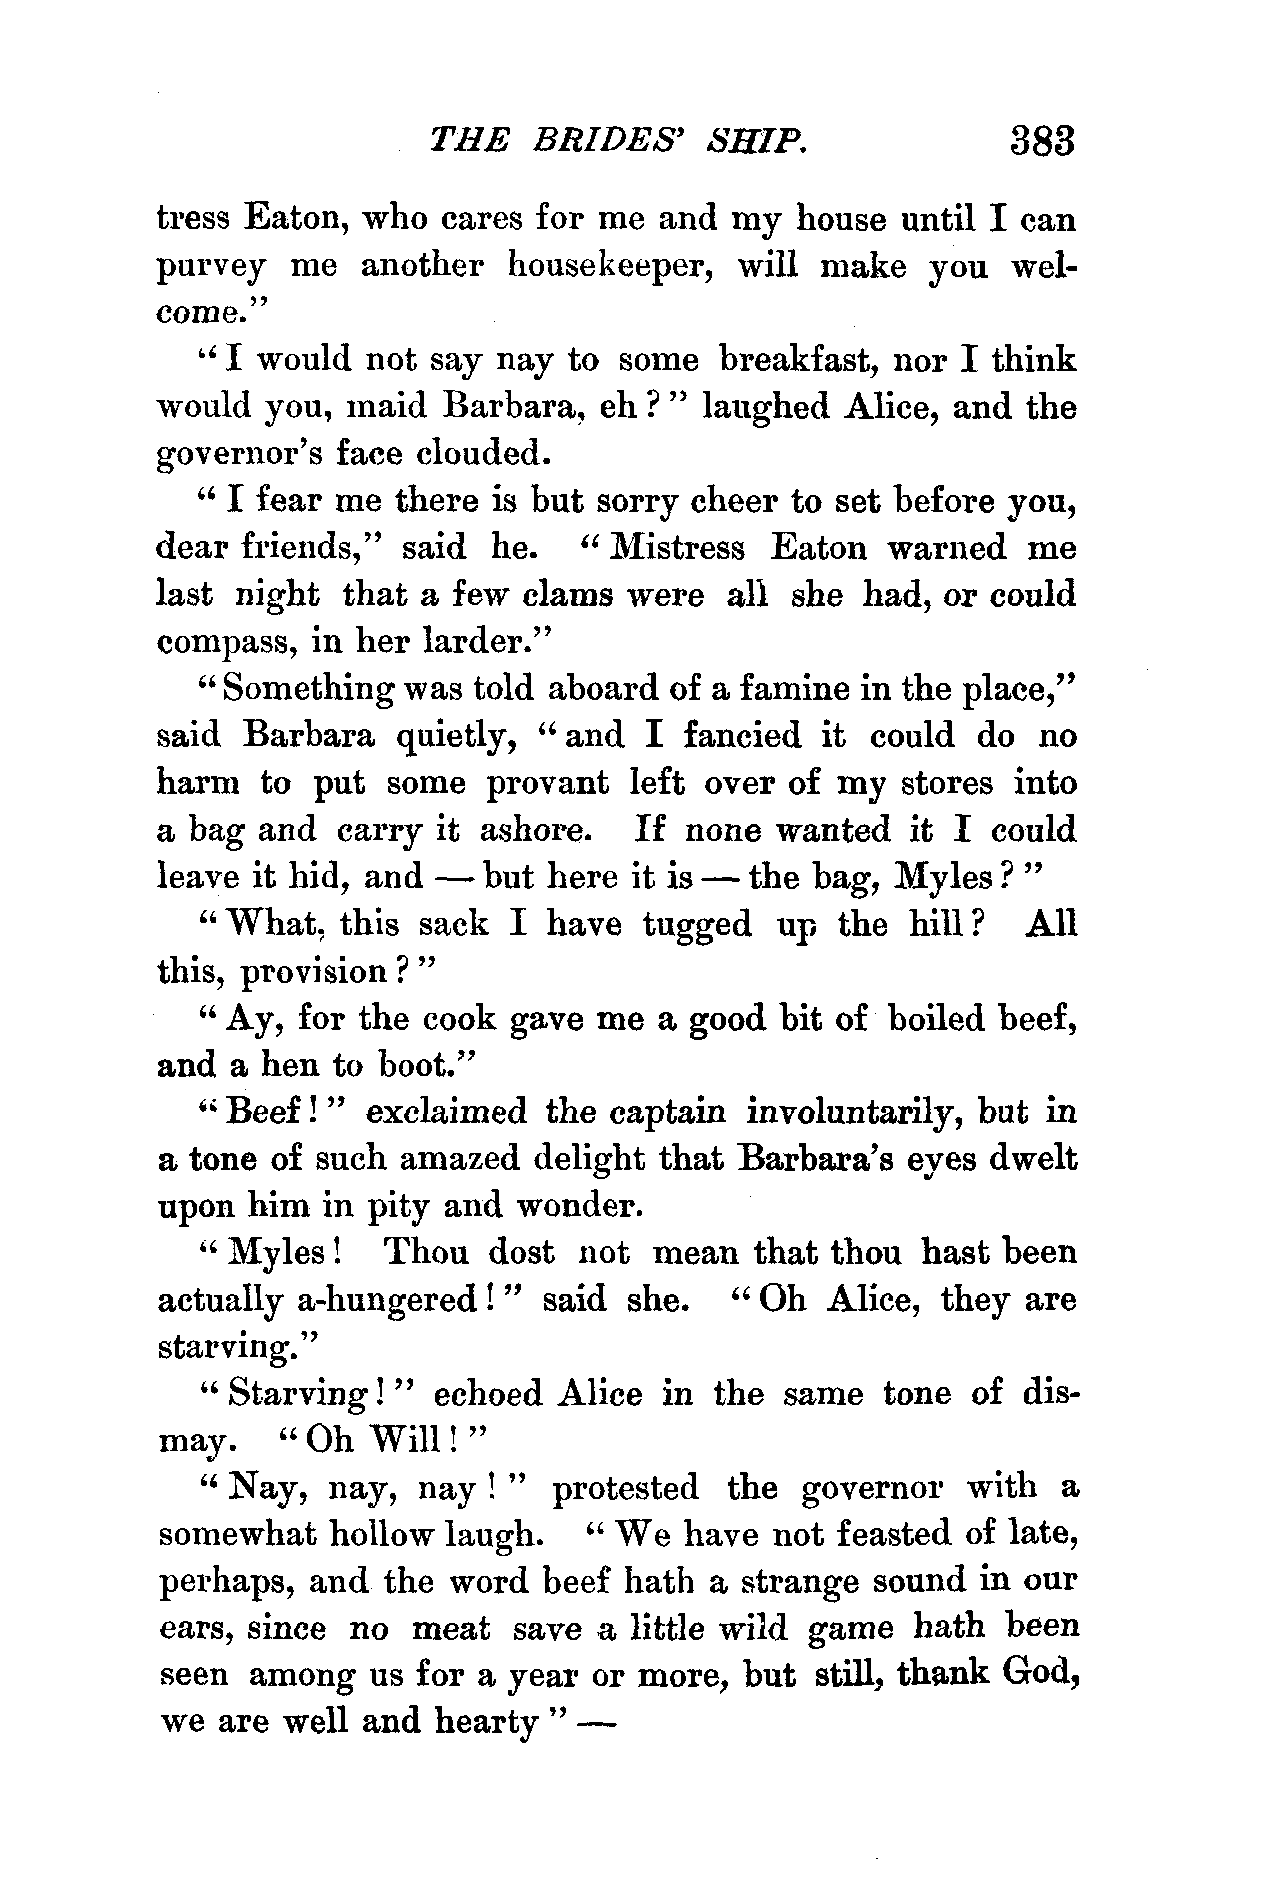 THE BRIDES' SHIP. 383
tress Eaton, who cares for me and my house until I can
purvey me another housekeeper, will make you wel-
come."
"I would not say nay to some breakfast, nor I think
would you, maid Barbara, eh?" laughed Alice, and the
governor's face clouded.
"I fear me there is but sorry cheer to set before you,
dear friends," said he. "Mistress Eaton warned me
last night that a few clams were all she had, or could
compass, in her larder."
"Something was told aboard of a famine in the place,"
said Barbara quietly, "and I fancied it could do no
harm to put some provant left over of my stores into
a bag and carry it ashore. If none wanted it I could
leave it hid, and — but here it is — the bag, Myles?"
"What, this sack I have tugged up the hill? All
this, provision?"
"Ay, for the cook gave me a good bit of boiled beef,
and a hen to boot."
"Beef!" exclaimed the captain involuntarily, but in
a tone of such amazed delight that Barbara's eyes dwelt
upon him in pity and wonder.
"Myles! Thou dost not mean that thou hast been
actually a-hungered!" said she. "Oh Alice, they are
starving."
"Starving!" echoed Alice in the same tone of dis-
may. "Oh Will!"
"Nay, nay, nay!" protested the governor with a
somewhat hollow laugh. "We have not feasted of late,
perhaps, and the word beef hath a strange sound in our
ears, since no meat save a little wild game hath been
seen among us for a year or more, but still, thank God,
we are well and hearty" —